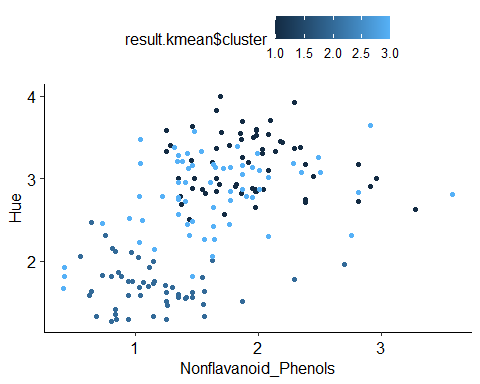 result.kmean$cluster
1.0 1.5 2.0 2.5 3.0
4
3
2
Hue
1 2 3
Nonflavanoid_Phenols